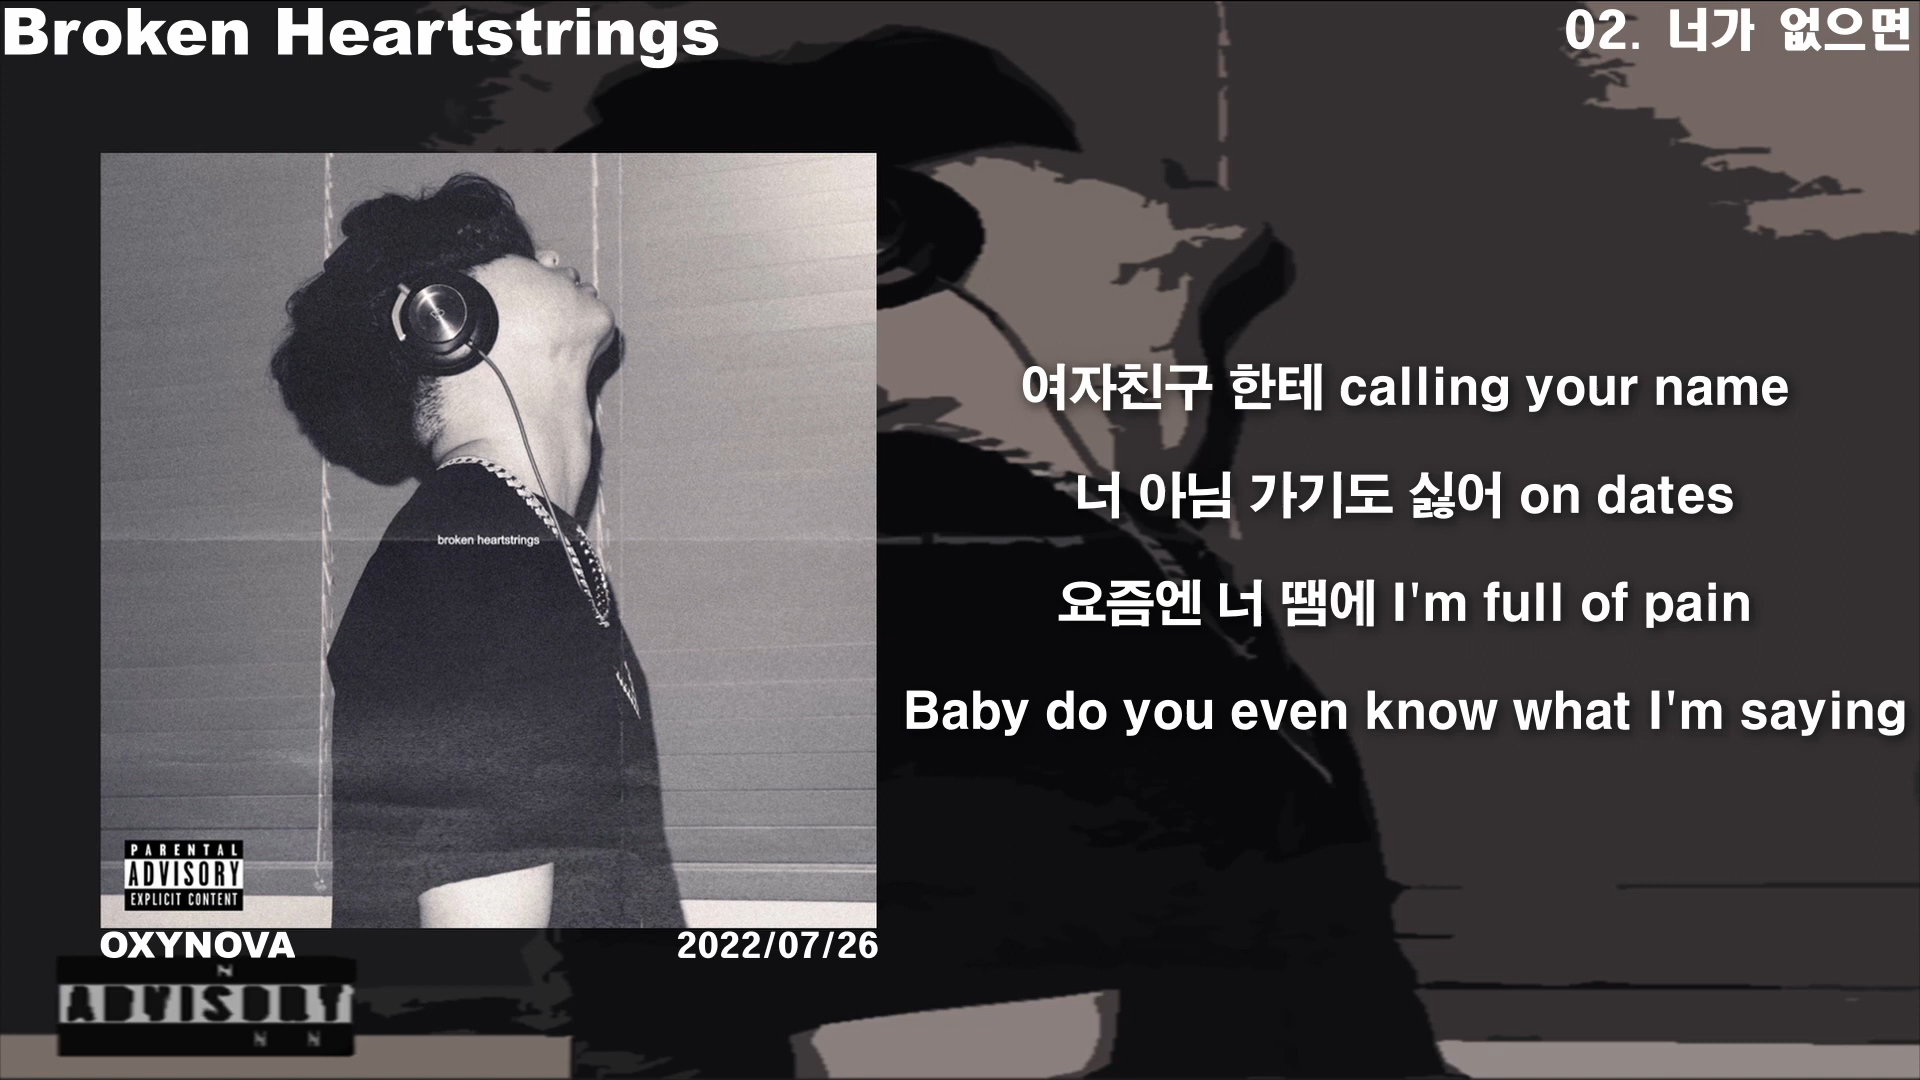 Broken Heartstrings
02. 너가 없으면
broken heartstrings
여자친구 한테 calling your name
너 아님 가기도 싫어 on dates
요즘엔 너 땜에 I'm full of pain
Baby do you even know what I'm saying
PARENTAL
ADVISORY
EXPLICIT CONTENT
OXYNOVA
2022/07/26
ADVISORY